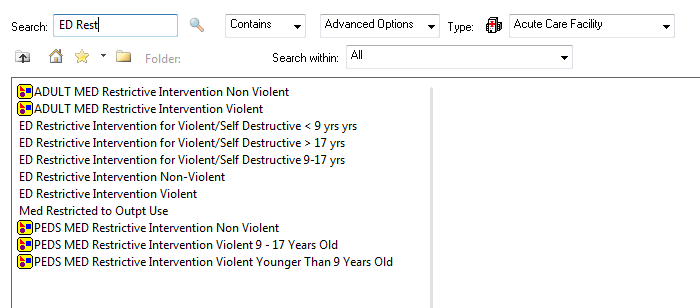 Search: ED Rest Contains Advanced Options Type: Acute Care Facility
Folder: Search within: All
ADULT MED Restrictive Intervention Non Violent
ADULT MED Restrictive Intervention Violent
ED Restrictive Intervention for Violent/Self Destructive < 9 yrs yrs
ED Restrictive Intervention for Violent/Self Destructive > 17 yrs
ED Restrictive Intervention for Violent/Self Destructive 9-17 yrs
ED Restrictive Intervention Non-Violent
ED Restrictive Intervention Violent
Med Restricted to Outpt Use
PEDS MED Restrictive Intervention Non Violent
PEDS MED Restrictive Intervention Violent 9 - 17 Years Old
PEDS MED Restrictive Intervention Violent Younger Than 9 Years Old